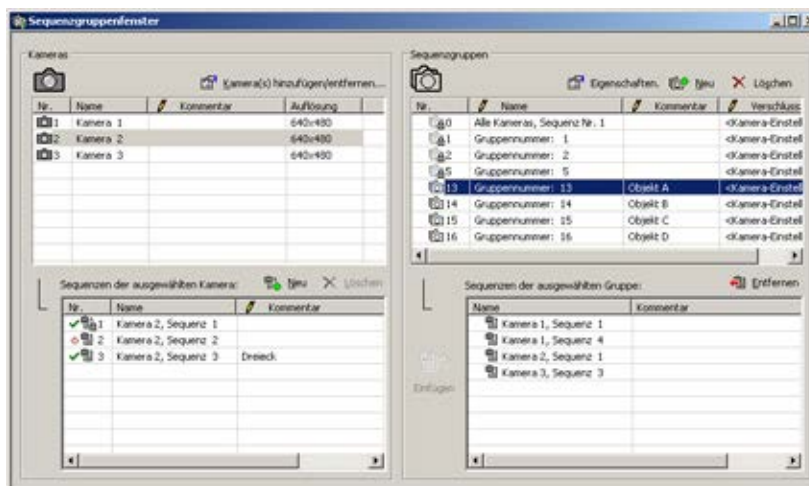 Sequenzgruppenfenster
Kameras
Kamera(s) hinzufügen/entfernen...
Nr. Name Kommentar Auflösung
1 Kamera 1 640x480
2 Kamera 2 640x480
3 Kamera 3 640x480
Sequenzen der ausgewählten Kamera: Neu Löschen
Nr. Name Kommentar
1 Kamera 2, Sequenz 1
2 Kamera 2, Sequenz 2
3 Kamera 2, Sequenz 3 Dreieck
Sequenzgruppen
Eigenschaften. Neu Löschen
Nr. Name Kommentar Verschluss
0 Alle Kameras, Sequenz Nr. 1 <Kamera-Einstell
1 Gruppennummer: 1 <Kamera-Einstell
2 Gruppennummer: 2 <Kamera-Einstell
5 Gruppennummer: 5 <Kamera-Einstell
13 Gruppennummer: 13 Objekt A <Kamera-Einstell
14 Gruppennummer: 14 Objekt B <Kamera-Einstell
15 Gruppennummer: 15 Objekt C <Kamera-Einstell
16 Gruppennummer: 16 Objekt D <Kamera-Einstell
Sequenzen der ausgewählten Gruppe: Entfernen
Name Kommentar
Kamera 1, Sequenz 1
Kamera 1, Sequenz 4
Kamera 2, Sequenz 1
Kamera 3, Sequenz 3
Einfügen